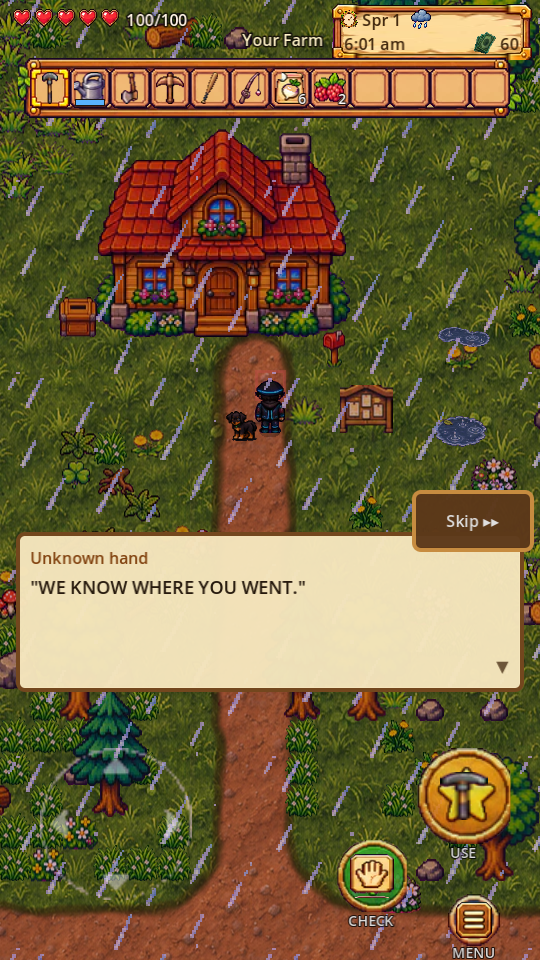 100/100
Spr 1
Your Farm
6:01 am
60
6
2
Skip ▸▸
Unknown hand
"WE KNOW WHERE YOU WENT."
USE
CHECK
MENU